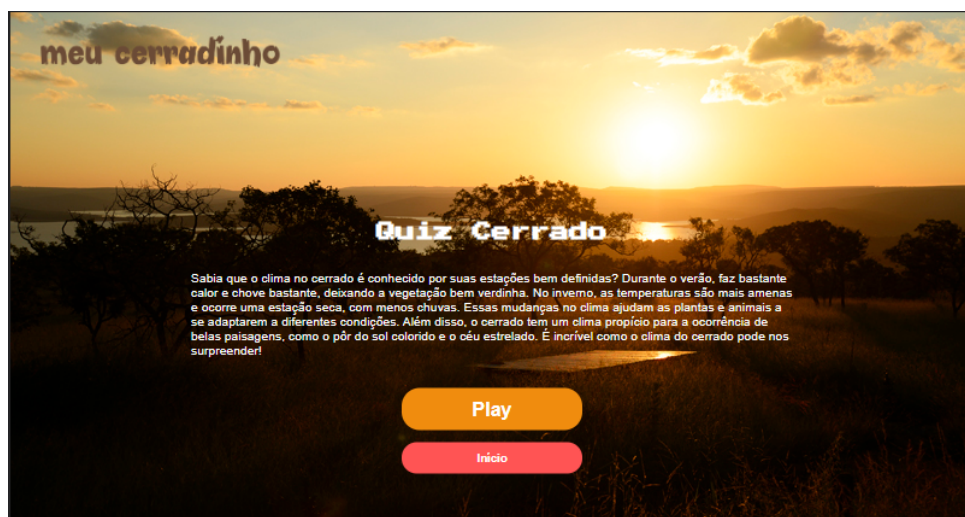 meu cerradinho
Quiz Cerrado
Sabia que o clima no cerrado é conhecido por suas estações bem definidas? Durante o verão, faz bastante
calor e chove bastante, deixando a vegetação bem verdinha. No inverno, as temperaturas são mais amenas
e ocorre uma estação seca, com menos chuvas. Essas mudanças no clima ajudam as plantas e animais a
se adaptarem a diferentes condições. Além disso, o cerrado tem um clima propício para a ocorrência de
belas paisagens, como o pôr do sol colorido e o céu estrelado. É incrível como o clima do cerrado pode nos
surpreender!
Play
Inicio